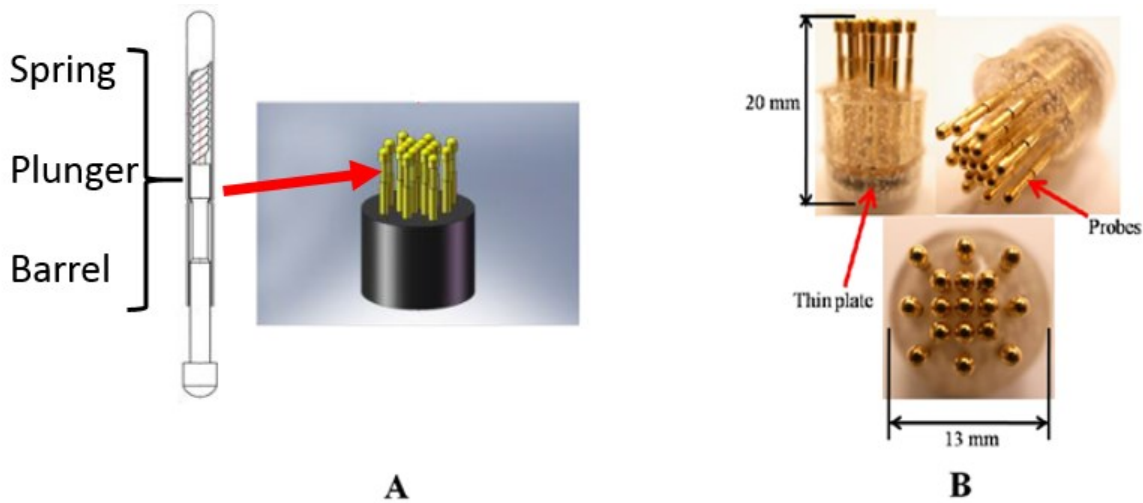 Spring
Plunger
Barrel
20 mm
Probes
Thin plate
13 mm
A
B